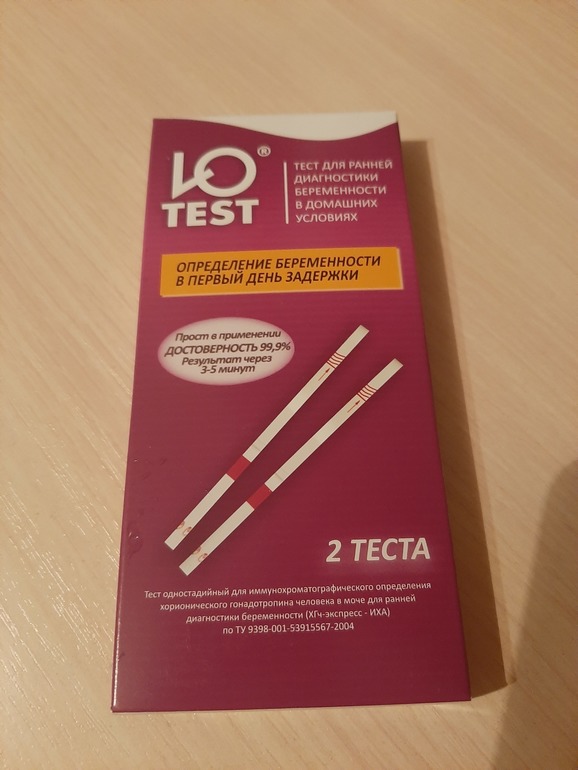 Ю®
TEST
ТЕСТ ДЛЯ РАННЕЙ
ДИАГНОСТИКИ
БЕРЕМЕННОСТИ
В ДОМАШНИХ
УСЛОВИЯХ
ОПРЕДЕЛЕНИЕ БЕРЕМЕННОСТИ
В ПЕРВЫЙ ДЕНЬ ЗАДЕРЖКИ
Прост в применении
ДОСТОВЕРНОСТЬ 99,9%
Результат через
3-5 минут
2 ТЕСТА
Тест одностадийный для иммунохроматографического определения
хорионического гонадотропина человека в моче для ранней
диагностики беременности (ХГч-экспресс - ИХА)
по ТУ 9398-001-53915567-2004